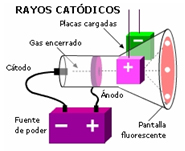 RAYOS CATÓDICOS
Placas cargadas
Gas encerrado
-
+
Cátodo
Ánodo
Fuente
de poder
- +
Pantalla
fluorescente